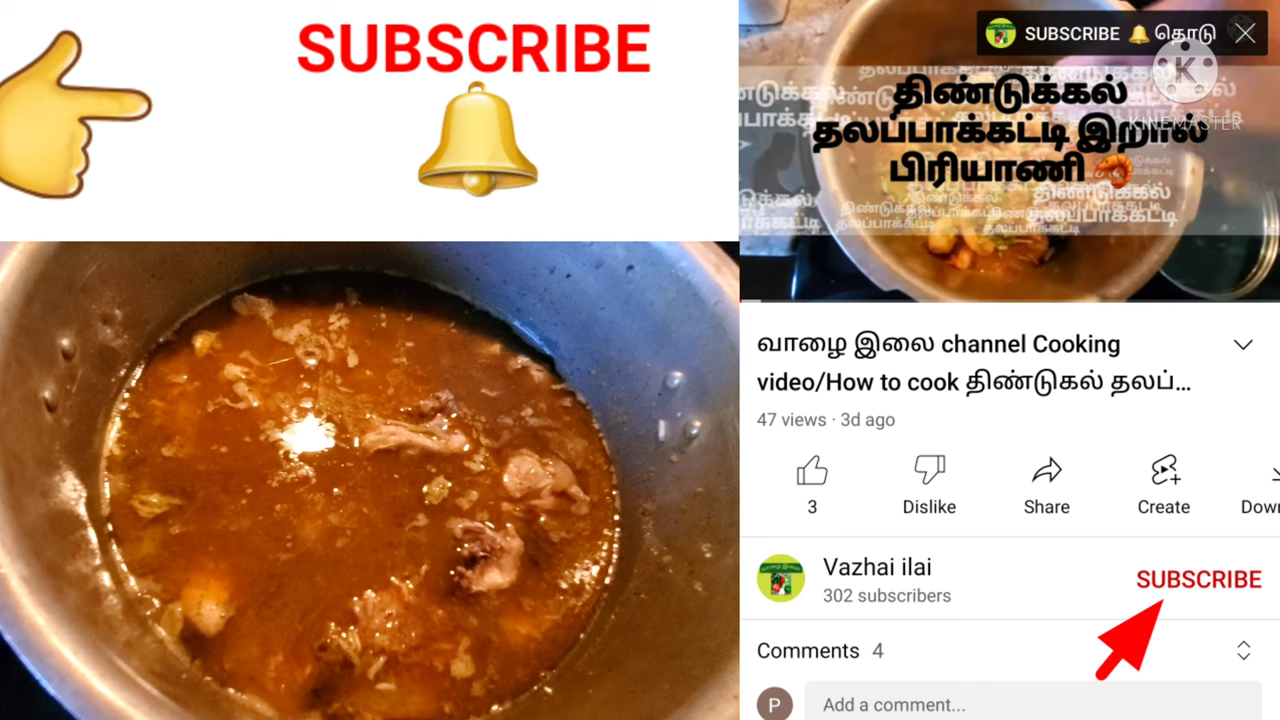 SUBSCRIBE
SUBSCRIBE 🔔 தொடு
திண்டுக்கல்
தலப்பாக்கட்டி இறால்
பிரியாணி
KINEMASTER
வாழை இலை channel Cooking
video/How to cook திண்டுகல் தலப்...
47 views · 3d ago
3
Dislike
Share
Create
Down
Vazhai ilai
302 subscribers
SUBSCRIBE
Comments 4
P
Add a comment...